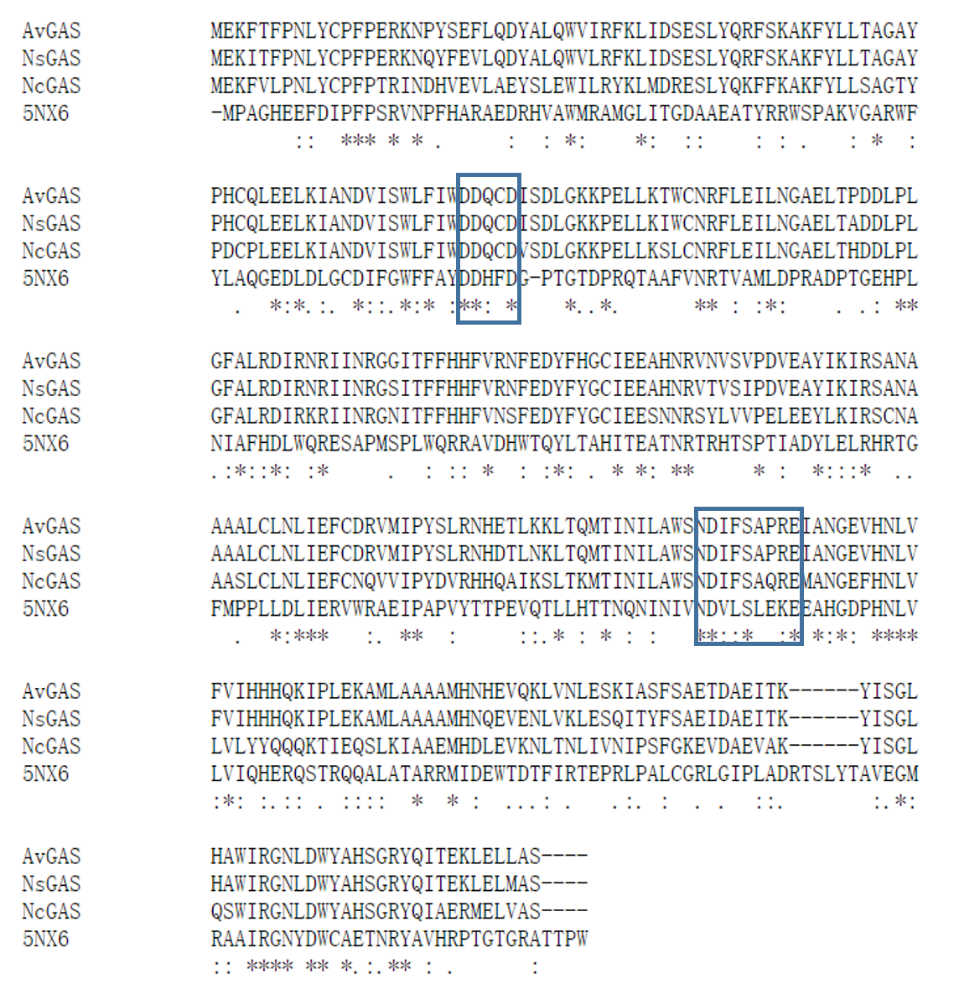 AvGAS MEKFTFPNLYCPFPERKNPYSEFLQDYALQWVIRFKLIDSESLYQRFSKAKFYLLTAGAY
NsGAS MEKITFPNLYCPFPERKNQYFEVLQDYALQWVLRFKLIDSESLYQRFSKAKFYLLTAGAY
NcGAS MEKFVLPNLYCPFPTRINDHVEVLAEYSLEWILRYKLMDRESLYQKFFKAKFYLLSAGTY
5NX6 -MPAGHEEFDIPFPSRVNPFHARAEDRHVAWMRAMGLITGDAAEATYRRWSPAKVGARWF
:: *** * * . : : *: *: :: : : . : * :
AvGAS PHCQLEELKIANDVISWLFIWDDQCDISDLGKKPELLKTWCNRFLEILNGAELTPDDLPL
NsGAS PHCQLEELKIANDVISWLFIWDDQCDISDLGKKPELLKIWCNRFLEILNGAELTADDLPL
NcGAS PDCPLEELKIANDVISWLFIWDDQCDVSDLGKKPELLKSLCNRFLEILNGAELTHDDLPL
5NX6 YLAQGEDLDLGCDIFGWFFAYDDHFDG-PTGTDPRQTAAFVNRTVAMLDPRADPTGEHPL
. *:*.:. *::.*:* :**: * *..*. ** : :*: . .: **
AvGAS GFALRDIRNRIINRGGITFFHHFVRNFEDYFHGCIEEAHNRVNVSVPDVEAYIKIRSANA
NsGAS GFALRDIRNRIINRGSITFFHHFVRNFEDYFYGCIEEAHNRVTVSIPDVEAYIKIRSANA
NcGAS GFALRDIRKRIINRGNITFFHHFVNSFEDYFYGCIEESNNRSYLVVPELEEYLKIRSCNA
5NX6 NIAFHDLWQRESAPMSPLWQRRAVDHWTQYLTAHITEATNRTRHTSPTIADYLELRHRTG
.:*::*: :* . : :: * : :*: . * *: ** * : *:::* ..
AvGAS AAALCLNLIEFCDRVMIPYSLRNHETLKKLTQMTINILAWSNDIFSAPREIANGEVHNLV
NsGAS AAALCLNLIEFCDRVMIPYSLRNHDTLNKLTQMTINILAWSNDIFSAPREIANGEVHNLV
NcGAS AASLCLNLIEFCNQVVIPYDVRHHQAIKSLTKMTINILAWSNDIFSAQREMANGEFHNLV
5NX6 FMPPLLDLIERVWRAEIPAPVYTTPEVQTLLHTTNQNINIVNDVLSLEKEEAHGDPHNLV
. *:*** :. ** : ::.* : * : : **::* :* *:*: ****
AvGAS FVIHHHQKIPLEKAMLAAAAMHNHEVQKLVNLESKIASFSAETDAEITK------YISGL
NsGAS FVIHHHQKIPLEKAMLAAAAMHNQEVENLVKLESQITYFSAEIDAEITK------YISGL
NcGAS LVLYYQQQKTIEQSLKIAAEMHDLEVKNLTNLIVNIPSFGKEVDAEVAK------YISGL
5NX6 LVIQHERQSTRQQALATARRMIDEWTDTFIRTEPRLPALCGRLGIPLADRTSLYTAVEGM
:*: :.:: . :::: * * : ...: . .:. : . . ::. :.*:
AvGAS HAWIRGNLDWYAHSGRYQITEKLELLAS----
NsGAS HAWIRGNLDWYAHSGRYQITEKLELMAS----
NcGAS QSWIRGNLDWYAHSGRYQIAERMELVAS----
5NX6 RAAIRGNYDWCAETNRYAVHRPTGTGRATTPW
:: **** ** *.:.** : . :